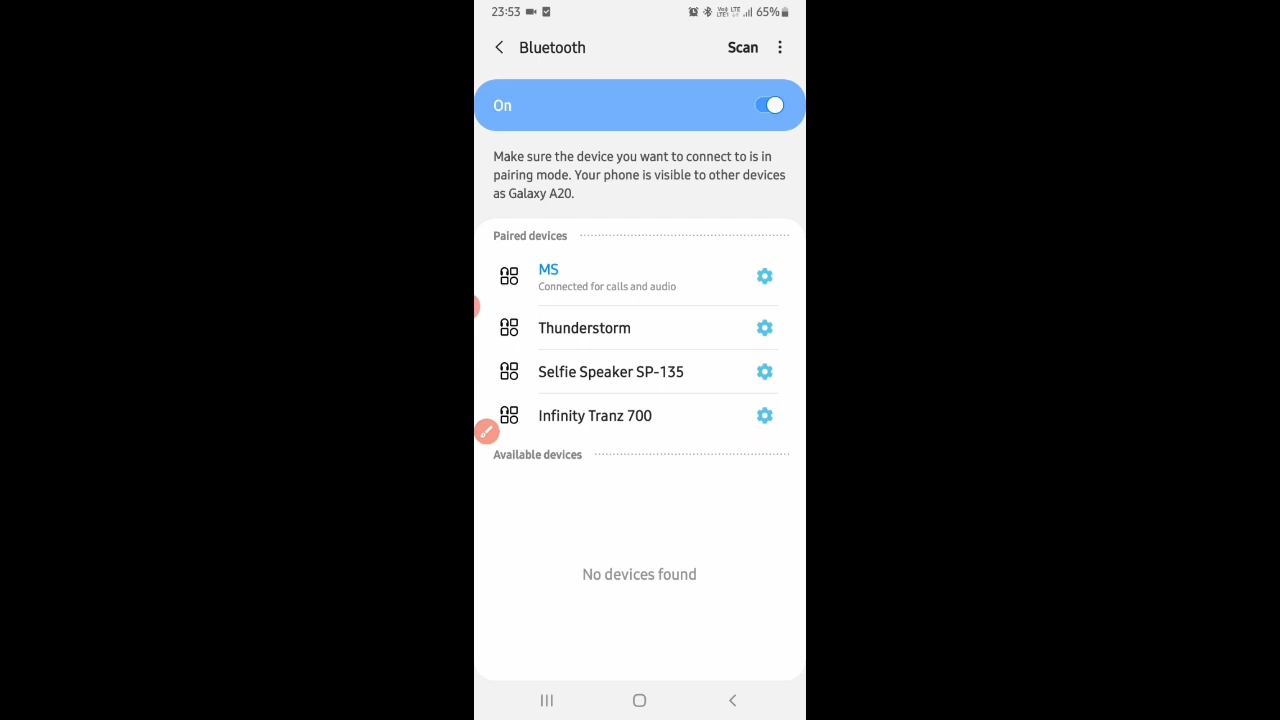 23:53 65%
Bluetooth Scan
On
Make sure the device you want to connect to is in
pairing mode. Your phone is visible to other devices
as Galaxy A20.
Paired devices
MS
Connected for calls and audio
Thunderstorm
Selfie Speaker SP-135
Infinity Tranz 700
Available devices
No devices found